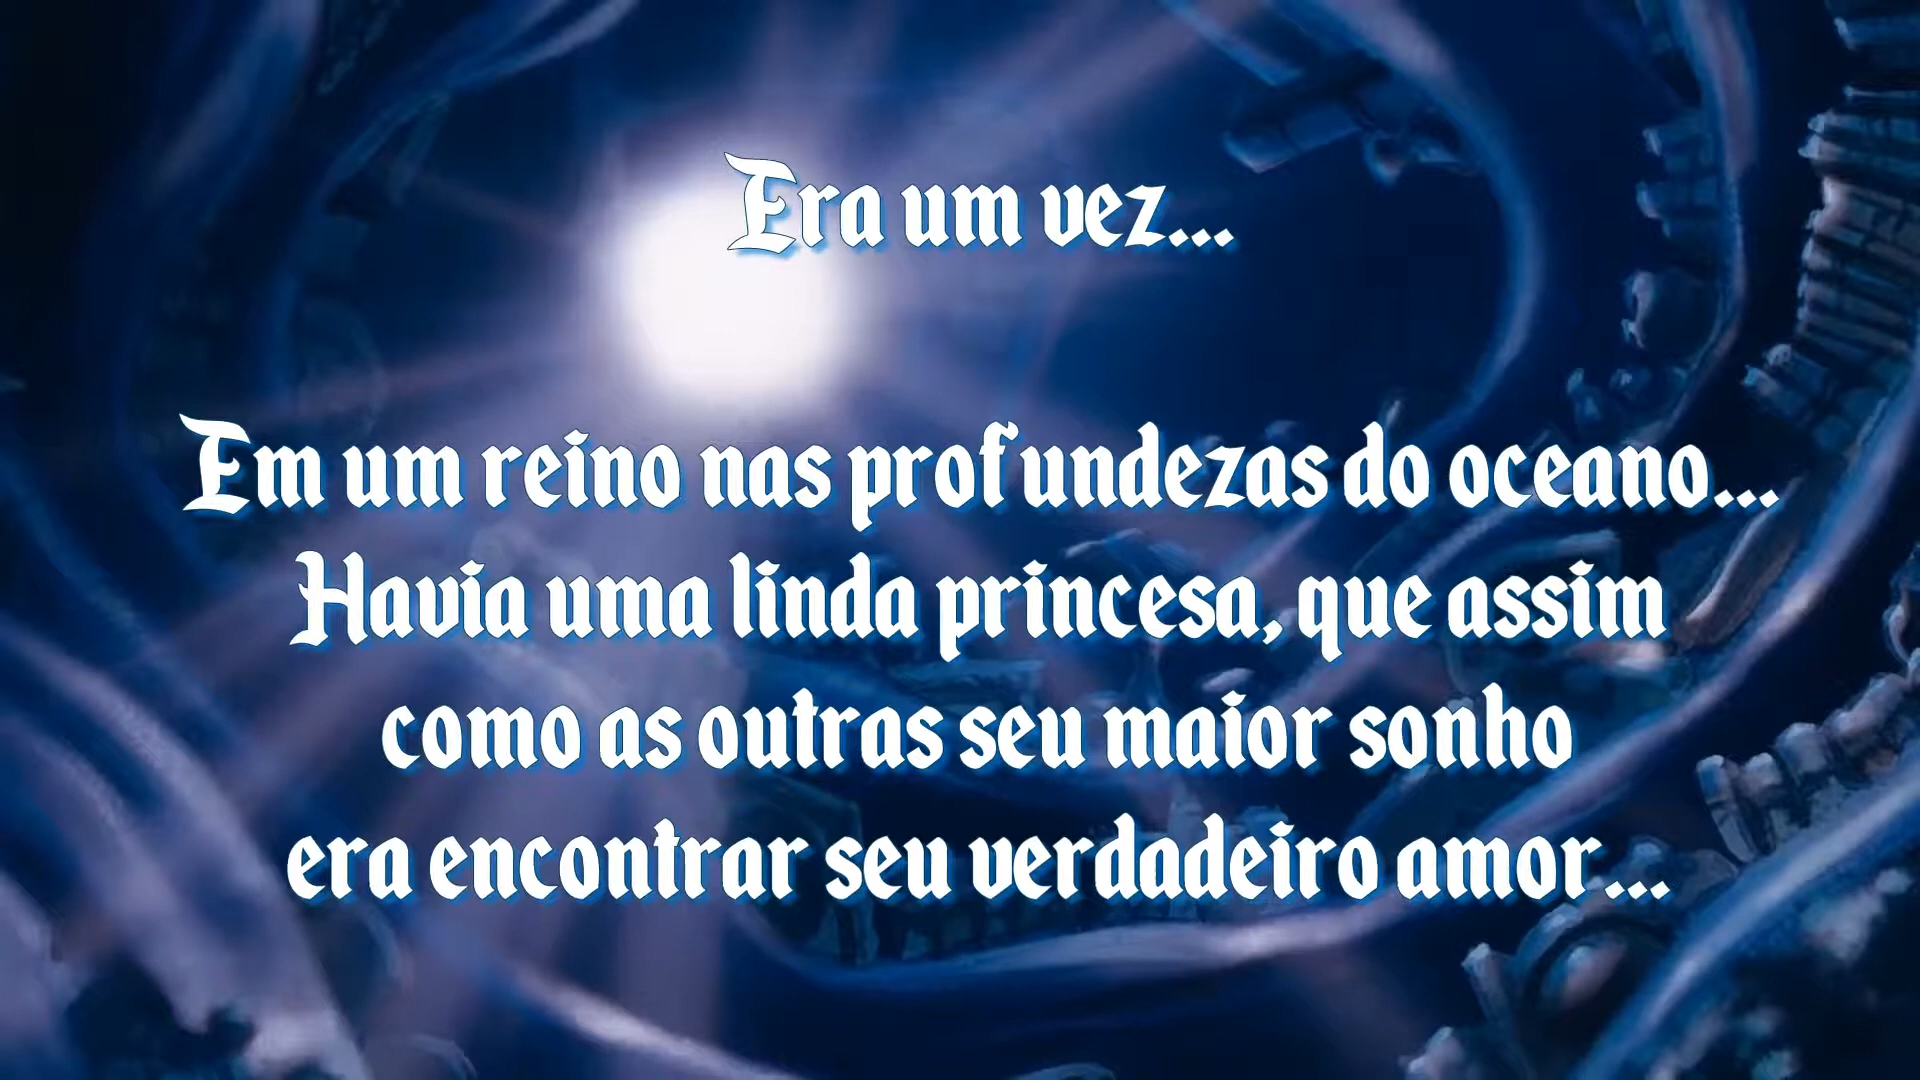 Era um vez...
Em um reino nas profundezas do oceano...
Havia uma linda princesa, que assim
como as outras seu maior sonho
era encontrar seu verdadeiro amor...